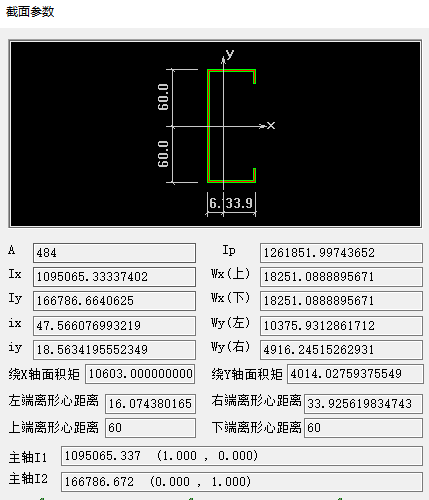 截面参数
y
60.0
x
60.0
6. 33.9
A 484 Ip 1261851.99743652
Ix 1095065.33337402 Wx(上) 18251.0888895671
Iy 166786.6640625 Wx(下) 18251.0888895671
ix 47.566076993219 Wy(左) 10375.9312861712
iy 18.5634195552349 Wy(右) 4916.24515262931
绕X轴面积矩 10603.000000000 绕Y轴面积矩 4014.02759375549
左端离形心距离 16.074380165 右端离形心距离 33.925619834743
上端离形心距离 60 下端离形心距离 60
主轴I1 1095065.337 (1.000 , 0.000)
主轴I2 166786.672 (0.000 , 1.000)